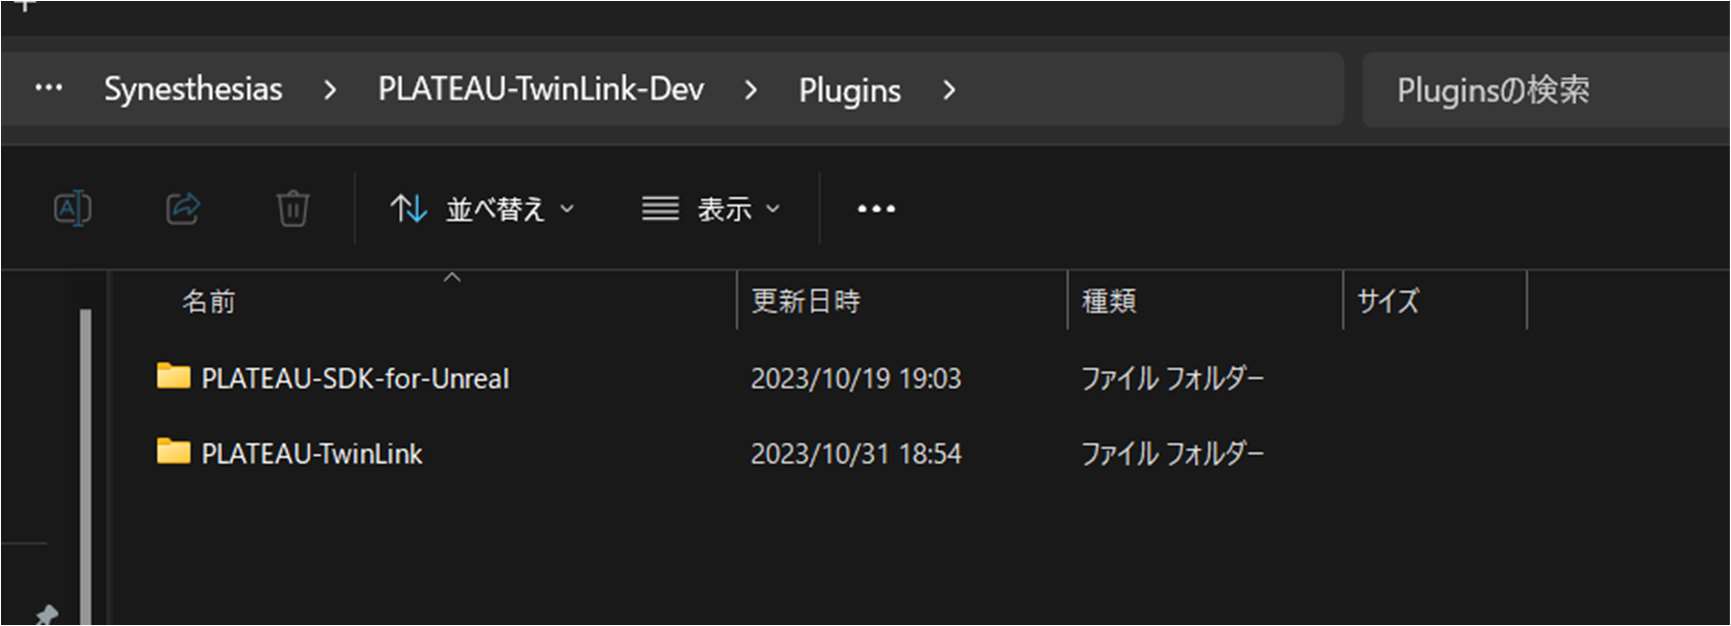 … Synesthesias > PLATEAU-TwinLink-Dev > Plugins > Pluginsの検索
並べ替え 表示 …
名前 更新日時 種類 サイズ
PLATEAU-SDK-for-Unreal 2023/10/19 19:03 ファイル フォルダー
PLATEAU-TwinLink 2023/10/31 18:54 ファイル フォルダー